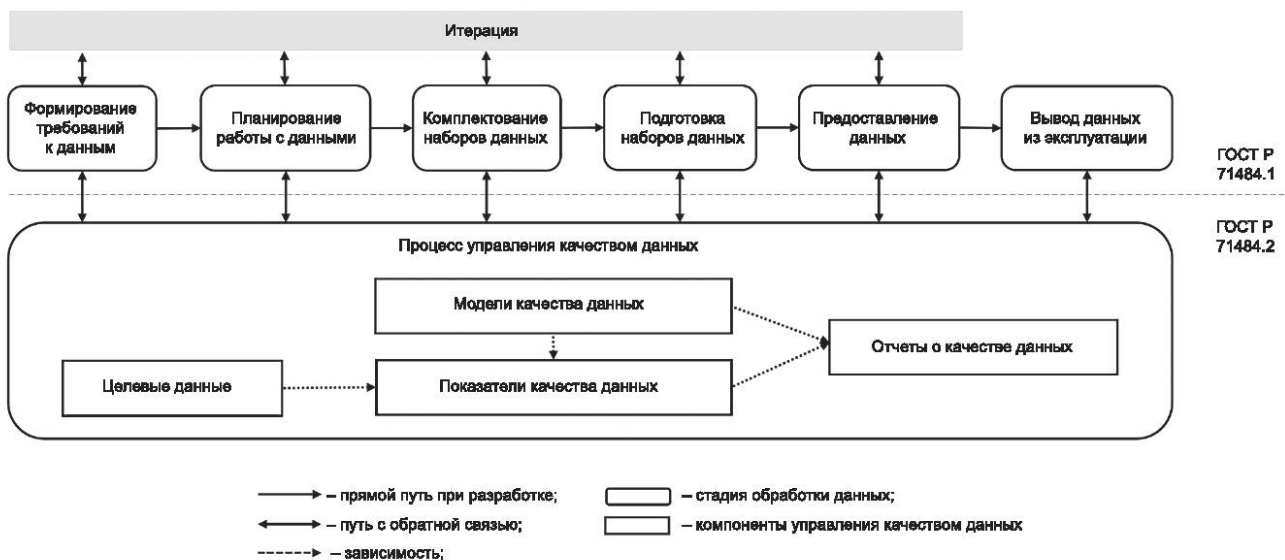 Итерация
Формирование
требований
к данным
Планирование
работы с данными
Комплектование
наборов данных
Подготовка
наборов данных
Предоставление
данных
Вывод данных
из эксплуатации
ГОСТ Р
71484.1
ГОСТ Р
71484.2
Процесс управления качеством данных
Модели качества данных
Отчеты о качестве данных
Целевые данные
Показатели качества данных
– прямой путь при разработке;
– стадия обработки данных;
– путь с обратной связью;
– компоненты управления качеством данных
– зависимость;